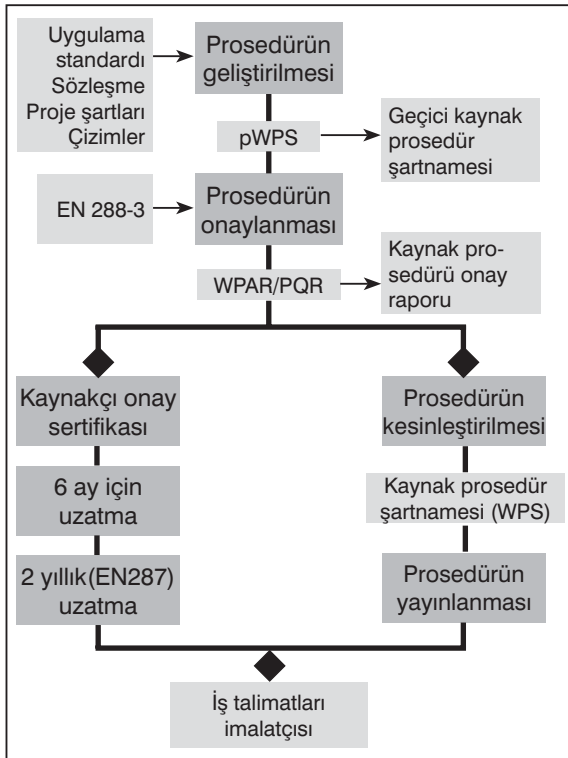 Uygulama
standardı
Sözleşme
Proje şartları
Çizimler
Prosedürün
geliştirilmesi
pWPS
Geçici kaynak
prosedür
şartnamesi
EN 288-3
Prosedürün
onaylanması
WPAR/PQR
Kaynak pro-
sedürü onay
raporu
Kaynakçı onay
sertifikası
6 ay için
uzatma
2 yıllık(EN287)
uzatma
Prosedürün
kesinleştirilmesi
Kaynak prosedür
şartnamesi (WPS)
Prosedürün
yayınlanması
İş talimatları
imalatçısı